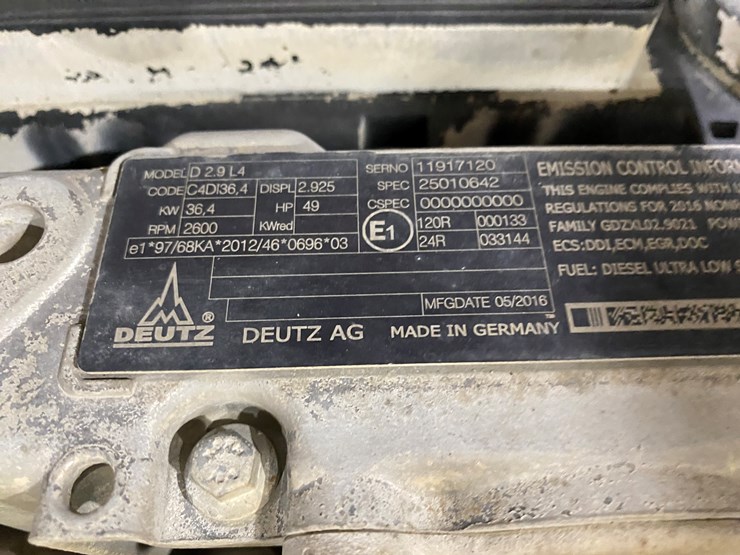 MODEL D 2.9 L4
CODE C4DI36,4 DISPL 2.925
KW 36,4 HP 49
RPM 2600 KWred
e1*97/68KA*2012/46*0696*03
SERNO 11917120
SPEC 25010642
CSPEC 0000000000
E1 120R 000133
24R 033144
MFGDATE 05/2016
DEUTZ ®
DEUTZ AG MADE IN GERMANY
EMISSION CONTROL
THIS ENGINE COMPLIES WITH
REGULATIONS FOR 2016
FAMILY GDZXL02.9021
ECS:DDI,ECM,EGR,DOC
FUEL: DIESEL ULTRA LOW